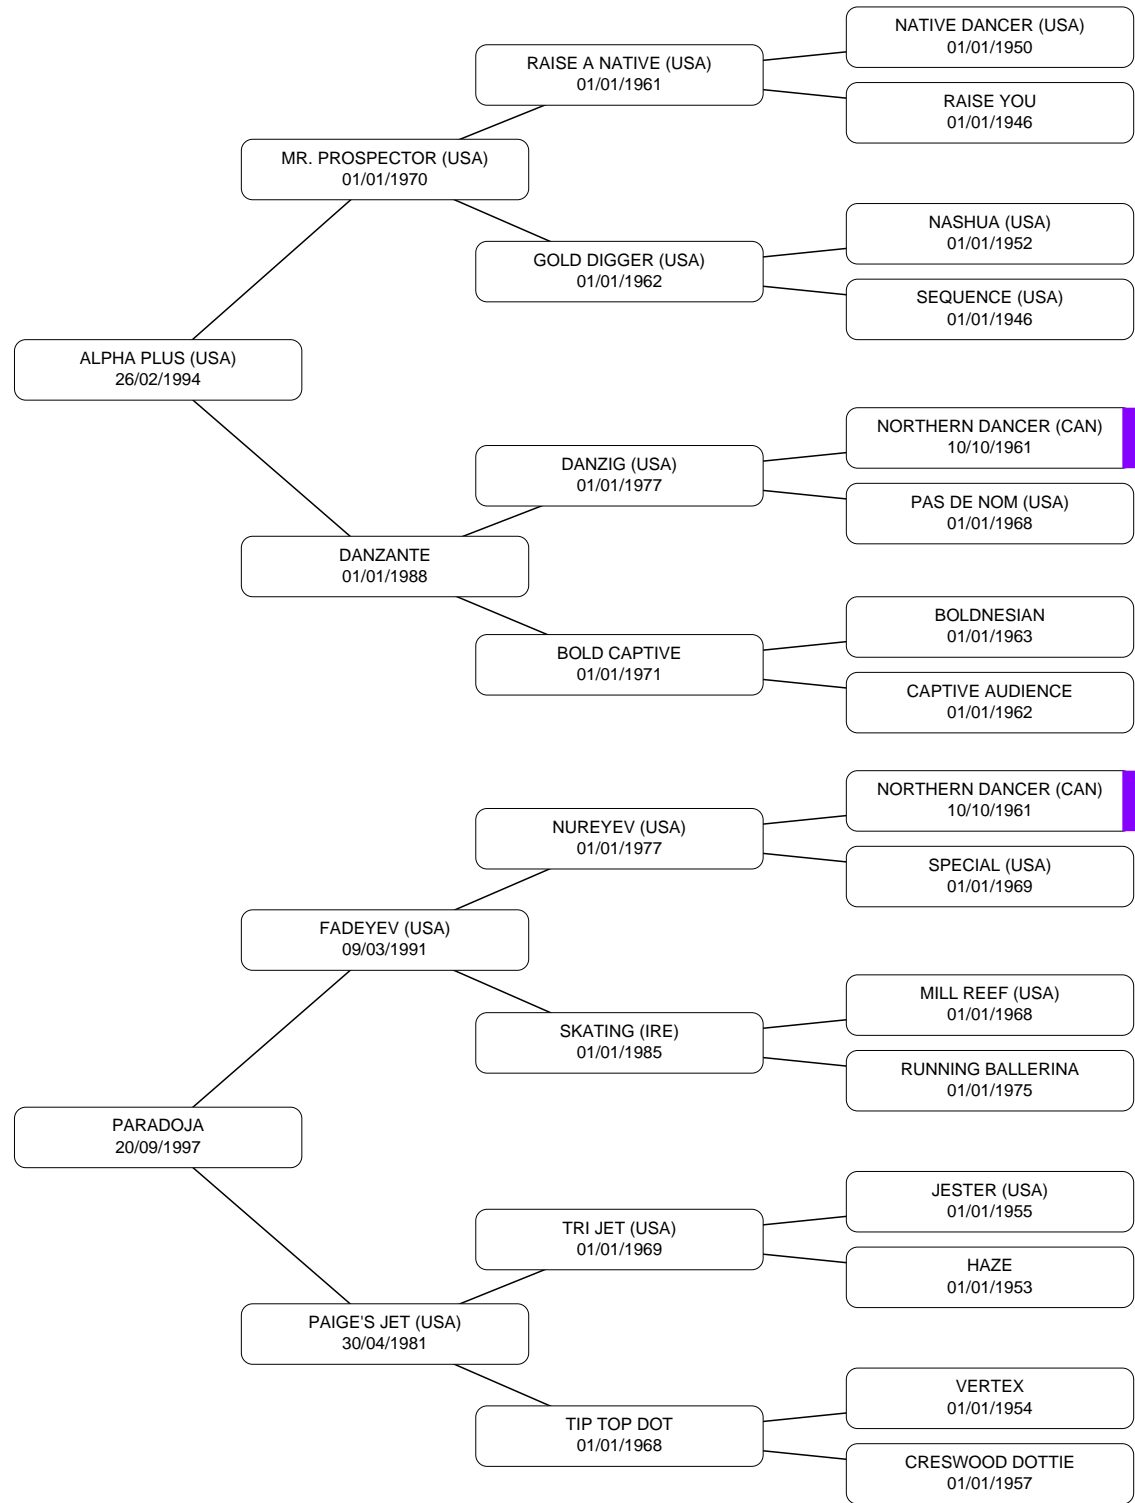 NATIVE DANCER (USA)
01/01/1950
RAISE A NATIVE (USA)
01/01/1961
RAISE YOU
01/01/1946
MR. PROSPECTOR (USA)
01/01/1970
NASHUA (USA)
01/01/1952
GOLD DIGGER (USA)
01/01/1962
SEQUENCE (USA)
01/01/1946
ALPHA PLUS (USA)
26/02/1994
NORTHERN DANCER (CAN)
10/10/1961
DANZIG (USA)
01/01/1977
PAS DE NOM (USA)
01/01/1968
DANZANTE
01/01/1988
BOLDNESIAN
01/01/1963
BOLD CAPTIVE
01/01/1971
CAPTIVE AUDIENCE
01/01/1962
NORTHERN DANCER (CAN)
10/10/1961
NUREYEV (USA)
01/01/1977
SPECIAL (USA)
01/01/1969
FADEYEV (USA)
09/03/1991
MILL REEF (USA)
01/01/1968
SKATING (IRE)
01/01/1985
RUNNING BALLERINA
01/01/1975
PARADOJA
20/09/1997
JESTER (USA)
01/01/1955
TRI JET (USA)
01/01/1969
HAZE
01/01/1953
PAIGE'S JET (USA)
30/04/1981
VERTEX
01/01/1954
TIP TOP DOT
01/01/1968
CRESWOOD DOTTIE
01/01/1957